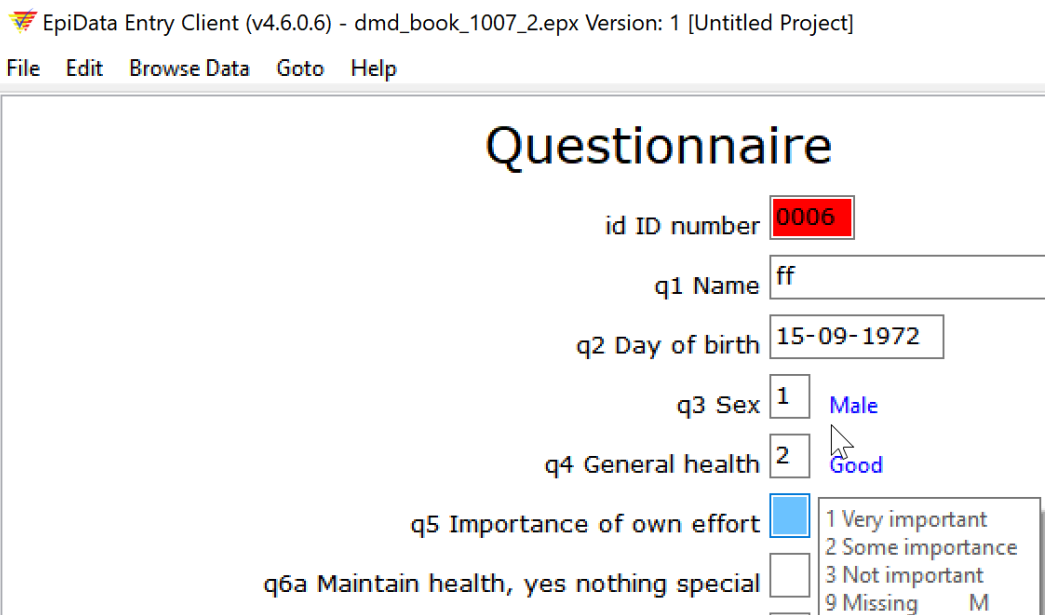 EpiData Entry Client (v4.6.0.6) - dmd_book_1007_2.epx Version: 1 [Untitled Project]
File Edit Browse Data Goto Help
Questionnaire
id ID number 0006
q1 Name ff
q2 Day of birth 15-09-1972
q3 Sex 1 Male
q4 General health 2 Good
q5 Importance of own effort
1 Very important
2 Some importance
q6a Maintain health, yes nothing special
3 Not important
9 Missing M